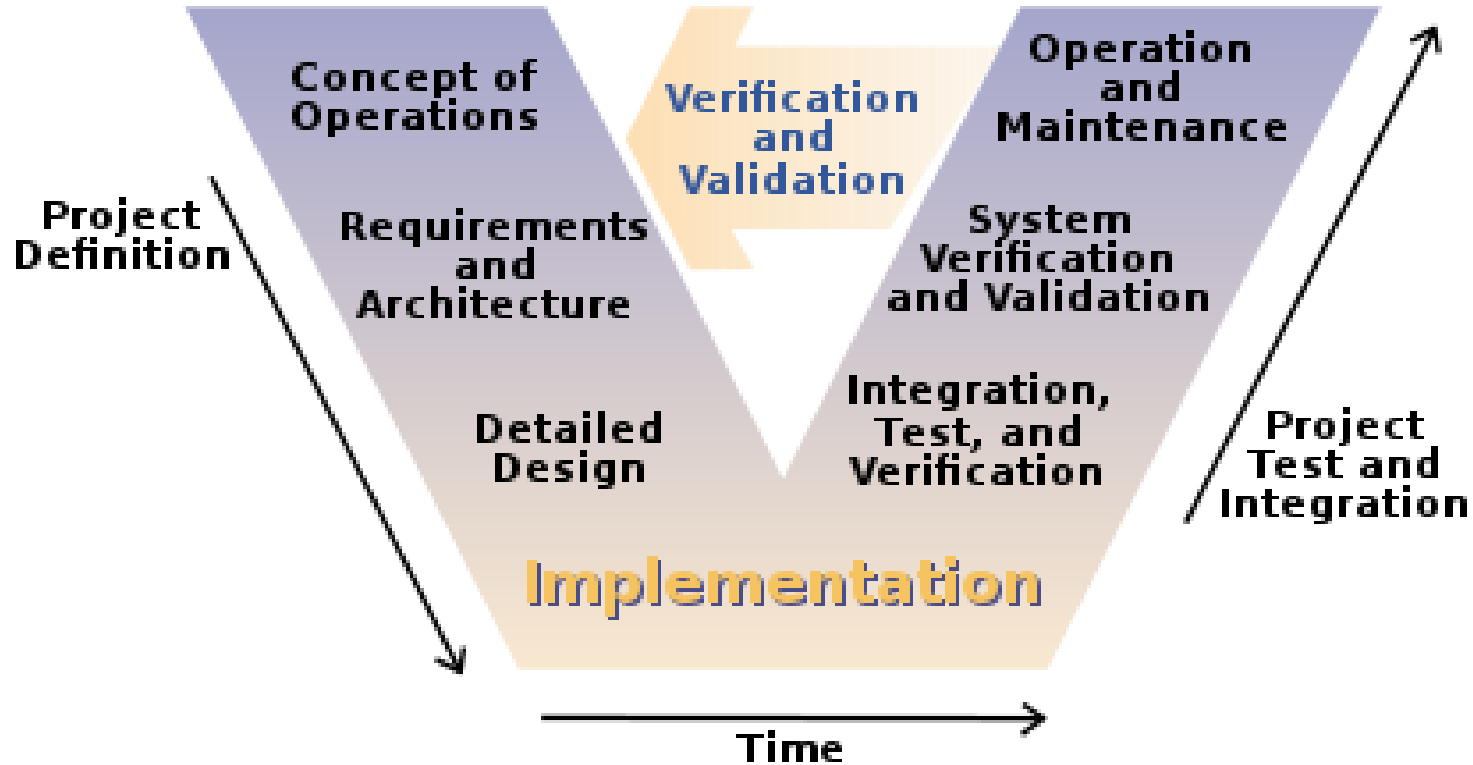 Concept of
Operations
Verification
and
Validation
Operation
and
Maintenance
Project
Definition
Requirements
and
Architecture
System
Verification
and Validation
Detailed
Design
Integration,
Test, and
Verification
Project
Test and
Integration
Implementation
Time